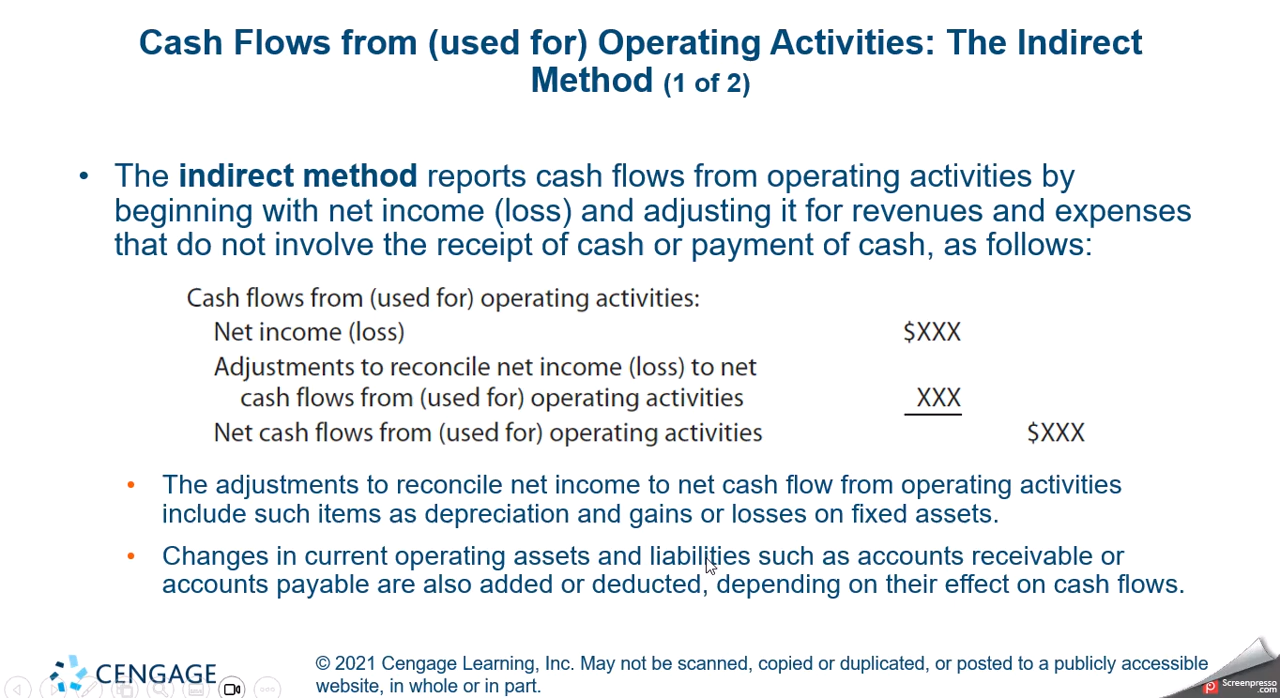 Cash Flows from (used for) Operating Activities: The Indirect
Method (1 of 2)
• The indirect method reports cash flows from operating activities by
beginning with net income (loss) and adjusting it for revenues and expenses
that do not involve the receipt of cash or payment of cash, as follows:
Cash flows from (used for) operating activities:
Net income (loss) $XXX
Adjustments to reconcile net income (loss) to net
cash flows from (used for) operating activities XXX
Net cash flows from (used for) operating activities $XXX
• The adjustments to reconcile net income to net cash flow from operating activities
include such items as depreciation and gains or losses on fixed assets.
• Changes in current operating assets and liabilities such as accounts receivable or
accounts payable are also added or deducted, depending on their effect on cash flows.
CENGAGE
© 2021 Cengage Learning, Inc. May not be scanned, copied or duplicated, or posted to a publicly accessible
website, in whole or in part.
Screenpresso
.com